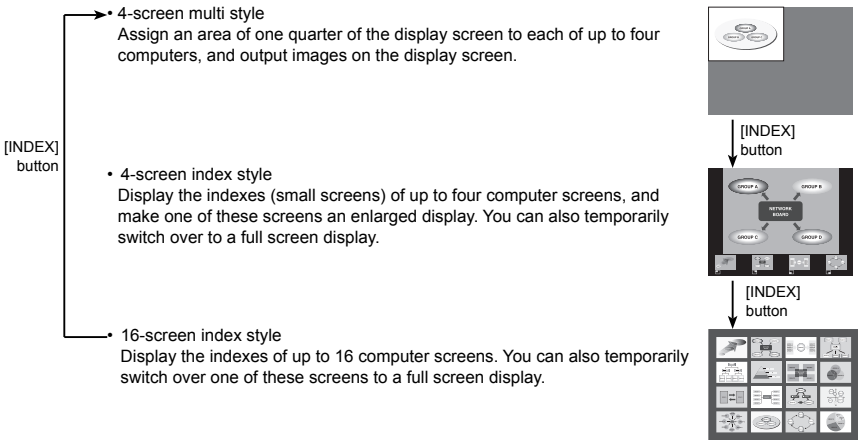 • 4-screen multi style
Assign an area of one quarter of the display screen to each of up to four
computers, and output images on the display screen.
[INDEX]
button
[INDEX]
button
• 4-screen index style
Display the indexes (small screens) of up to four computer screens, and
make one of these screens an enlarged display. You can also temporarily
switch over to a full screen display.
GROUP A
GROUP B
NETWORK
BOARD
GROUP C
GROUP D
[INDEX]
button
• 16-screen index style
Display the indexes of up to 16 computer screens. You can also temporarily
switch over one of these screens to a full screen display.